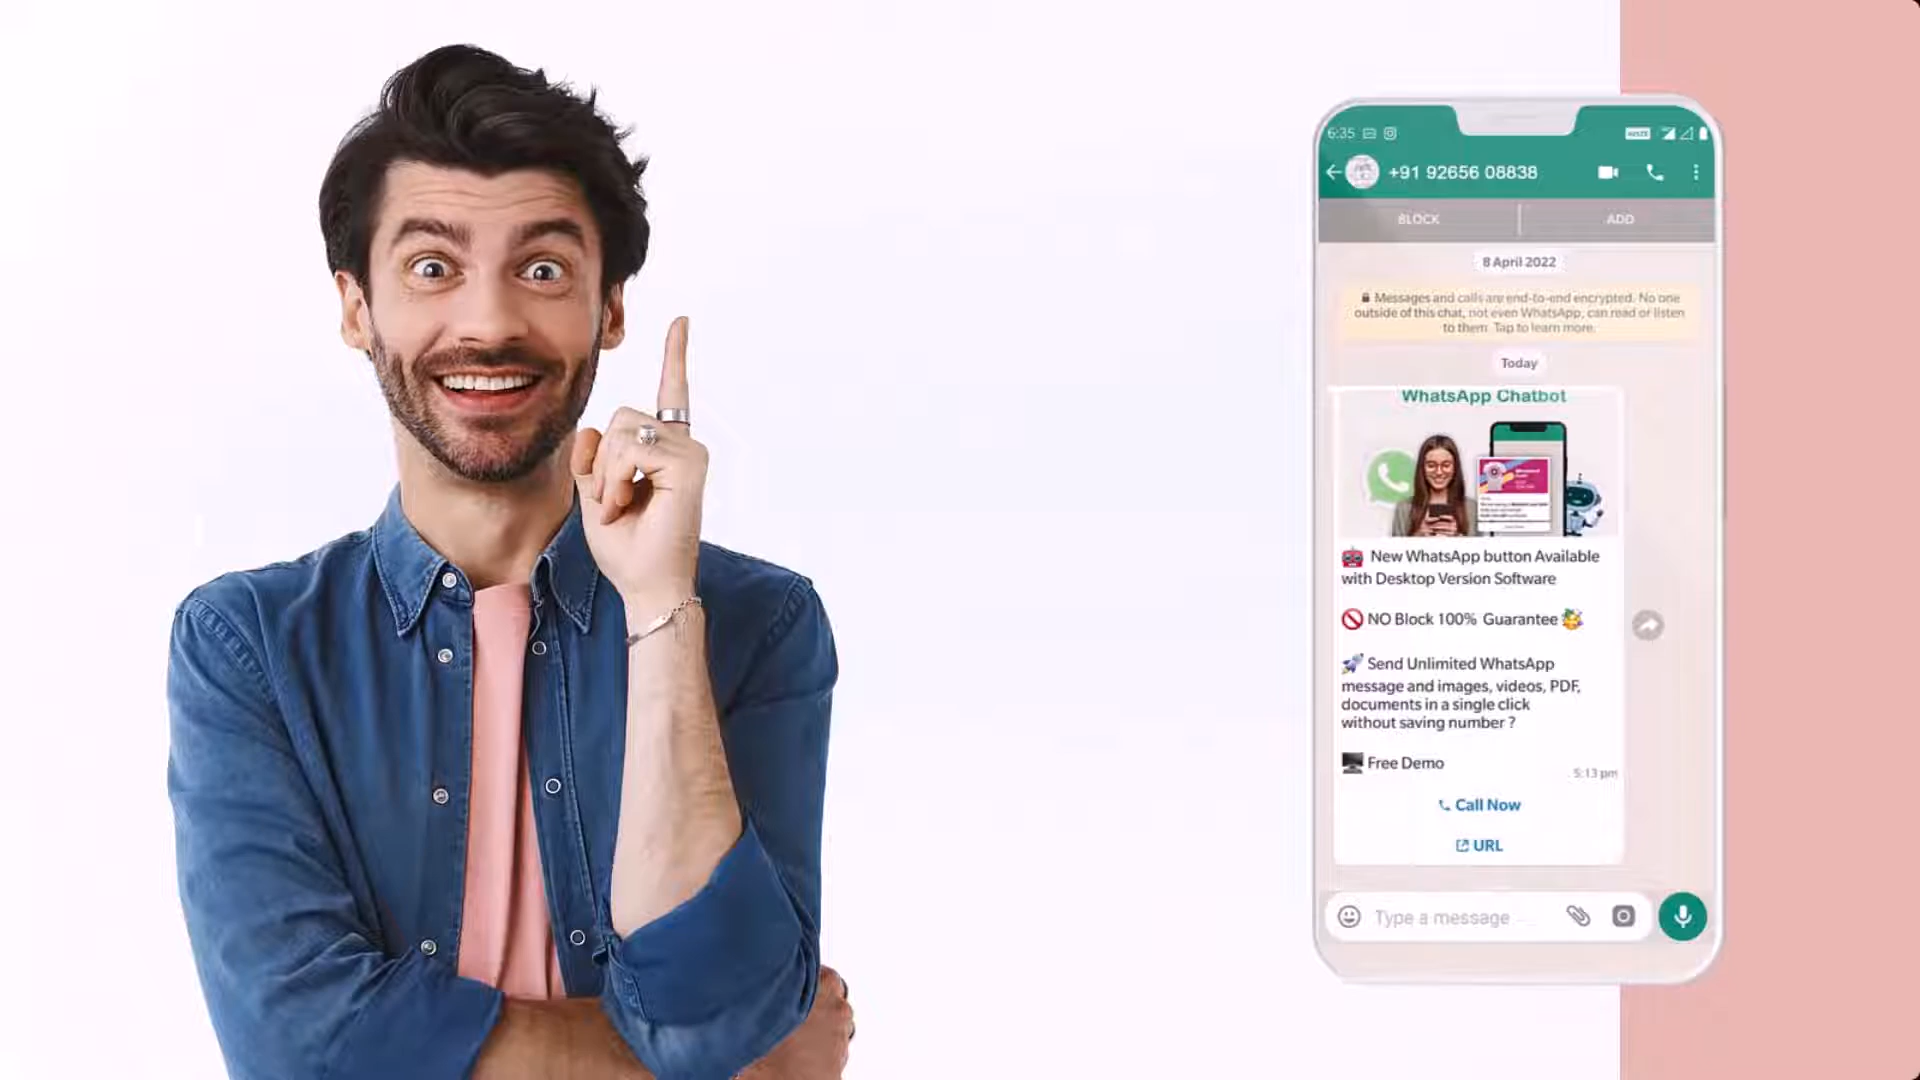 6:35
+91 92656 08838
BLOCK
ADD
8 April 2022
Messages and calls are end-to-end encrypted. No one
outside of this chat, not even WhatsApp, can read or listen
to them. Tap to learn more.
Today
WhatsApp Chatbot
🤖 New WhatsApp button Available
with Desktop Version Software
🚫 NO Block 100% Guarantee 🥳
🚀 Send Unlimited WhatsApp
message and images, videos, PDF,
documents in a single click
without saving number ?
🖥️ Free Demo
5:13 pm
Call Now
URL
Type a message